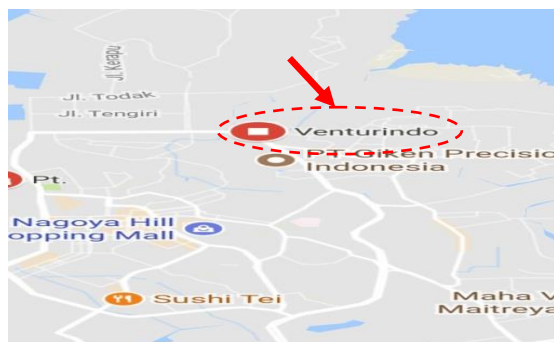 Jl. Kerapu
Jl. Todak
Jl. Tengiri
Venturindo
PT Giken Precisio
Indonesia
Pt.
Nagoya Hill
opping Mall
Sushi Tei
Maha V
Maitreya